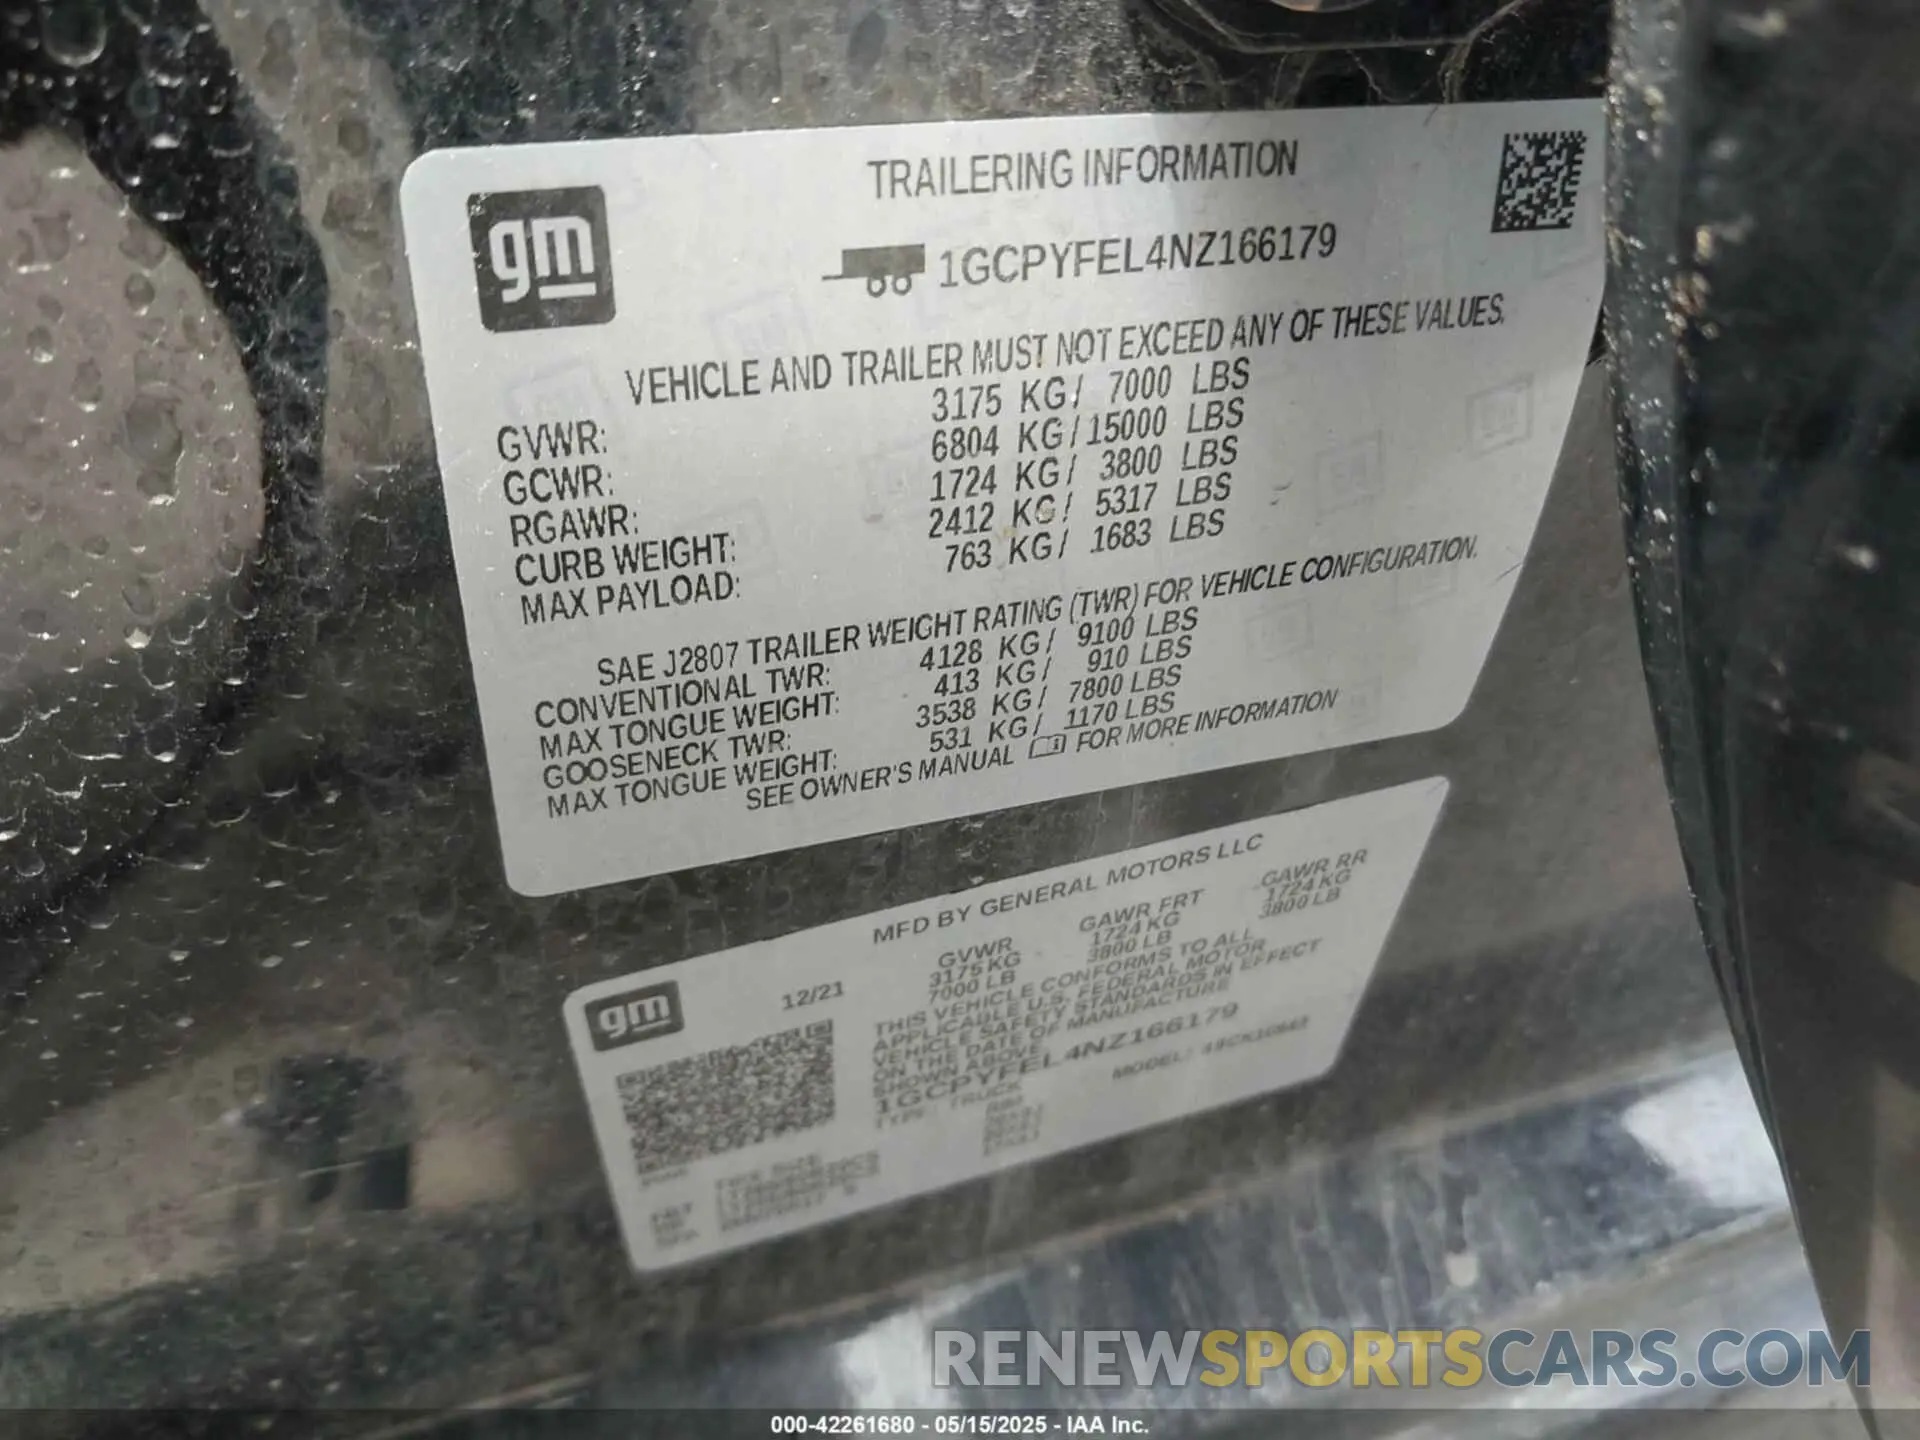 gm
TRAILERING INFORMATION
1GCPYFEL4NZ166179
VEHICLE AND TRAILER MUST NOT EXCEED ANY OF THESE VALUES.
GVWR: 3175 KG/ 7000 LBS
GCWR: 6804 KG/15000 LBS
RGAWR: 1724 KG/ 3800 LBS
CURB WEIGHT: 2412 KG/ 5317 LBS
MAX PAYLOAD: 763 KG/ 1683 LBS
SAE J2807 TRAILER WEIGHT RATING (TWR) FOR VEHICLE CONFIGURATION.
CONVENTIONAL TWR: 4128 KG/ 9100 LBS
MAX TONGUE WEIGHT: 413 KG/ 910 LBS
GOOSENECK TWR: 3538 KG/ 7800 LBS
MAX TONGUE WEIGHT: 531 KG/ 1170 LBS
SEE OWNER'S MANUAL FOR MORE INFORMATION
MFD BY GENERAL MOTORS LLC
gm
12/21
GVWR GAWR FRT GAWR RR
3175 KG 1724 KG 1724 KG
7000 LB 3800 LB 3800 LB
THIS VEHICLE CONFORMS TO ALL
APPLICABLE U.S. FEDERAL MOTOR
VEHICLE SAFETY STANDARDS IN EFFECT
ON THE DATE OF MANUFACTURE
SHOWN ABOVE.
1GCPYFEL4NZ166179
TYPE: TRUCK MODEL:
TIRE SIZE RIM
RENEWSPORTSCARS.COM
000-42261680 - 05/15/2025 - IAA Inc.